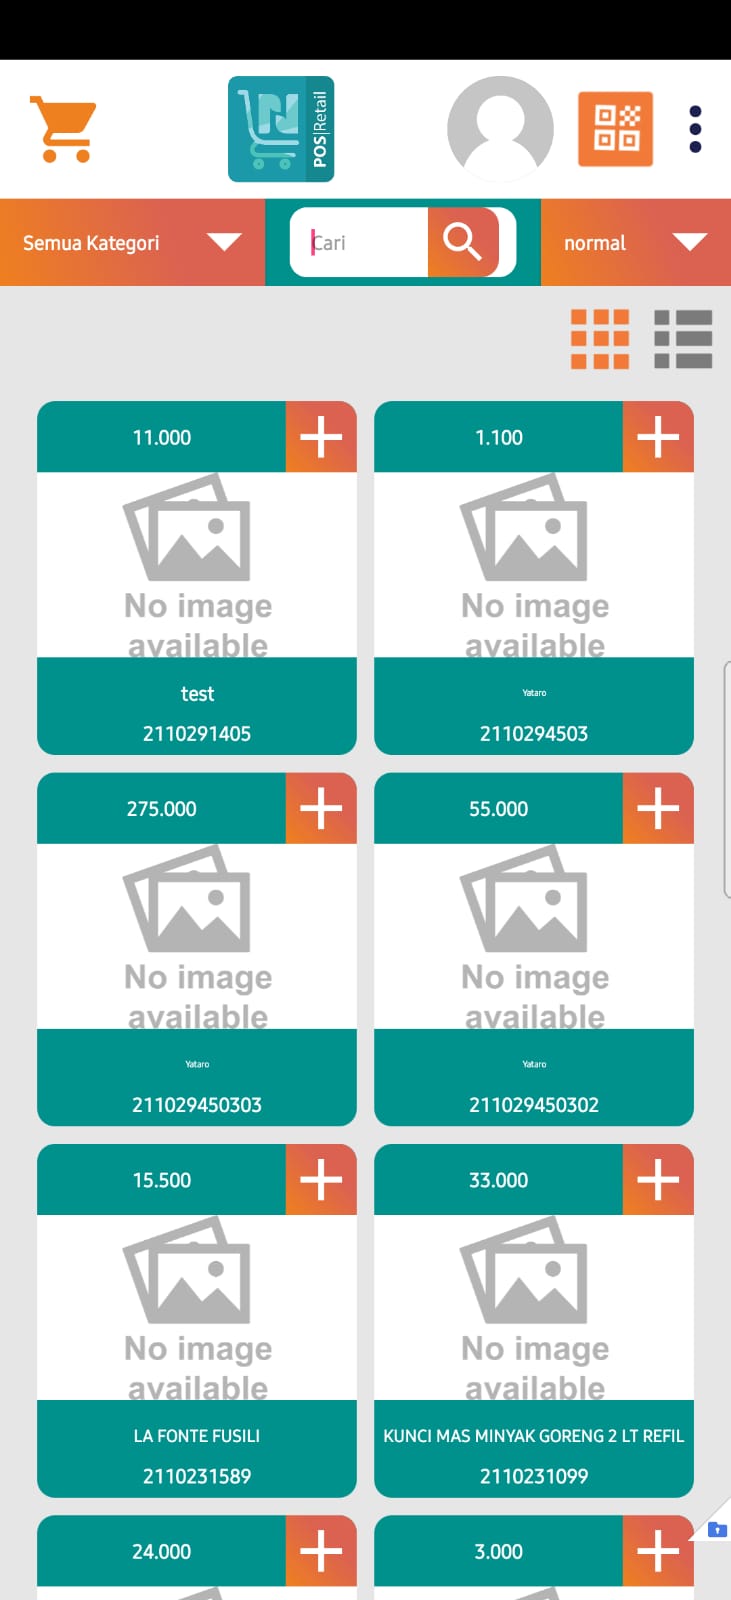 POS|Retail
Semua Kategori
Cari
normal
11.000
1.100
No image
available
No image
available
test
2110291405
Yataro
2110294503
275.000
55.000
No image
available
No image
available
Yataro
211029450303
Yataro
211029450302
15.500
33.000
No image
available
No image
available
LA FONTE FUSILI
2110231589
KUNCI MAS MINYAK GORENG 2 LT REFIL
2110231099
24.000
3.000